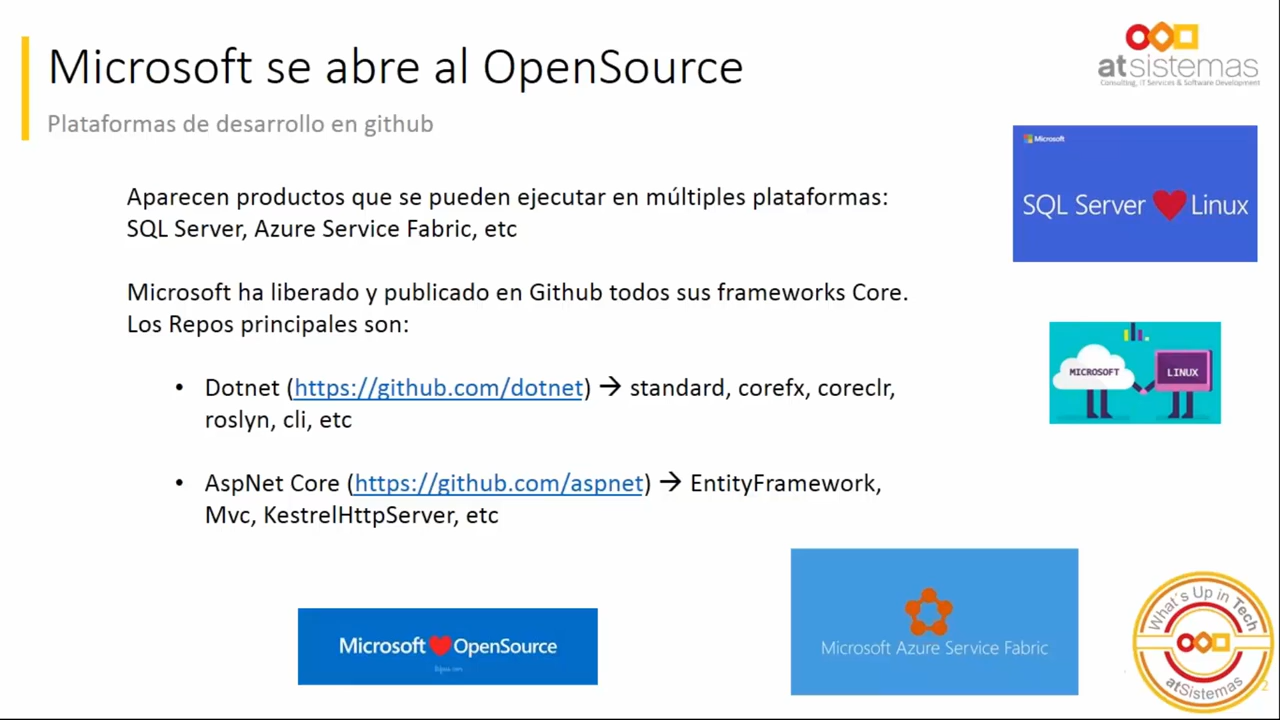 Microsoft se abre al OpenSource
Plataformas de desarrollo en github
atsistemas
Consulting, IT Services & Software Development
Aparecen productos que se pueden ejecutar en múltiples plataformas:
SQL Server, Azure Service Fabric, etc
Microsoft ha liberado y publicado en Github todos sus frameworks Core.
Los Repos principales son:
• Dotnet (https://github.com/dotnet) → standard, corefx, coreclr,
roslyn, cli, etc
• AspNet Core (https://github.com/aspnet) → EntityFramework,
Mvc, KestrelHttpServer, etc
Microsoft
SQL Server ❤ Linux
MICROSOFT
LINUX
Microsoft ❤ OpenSource
Microsoft Azure Service Fabric
What´s Up in Tech
atSistemas
2